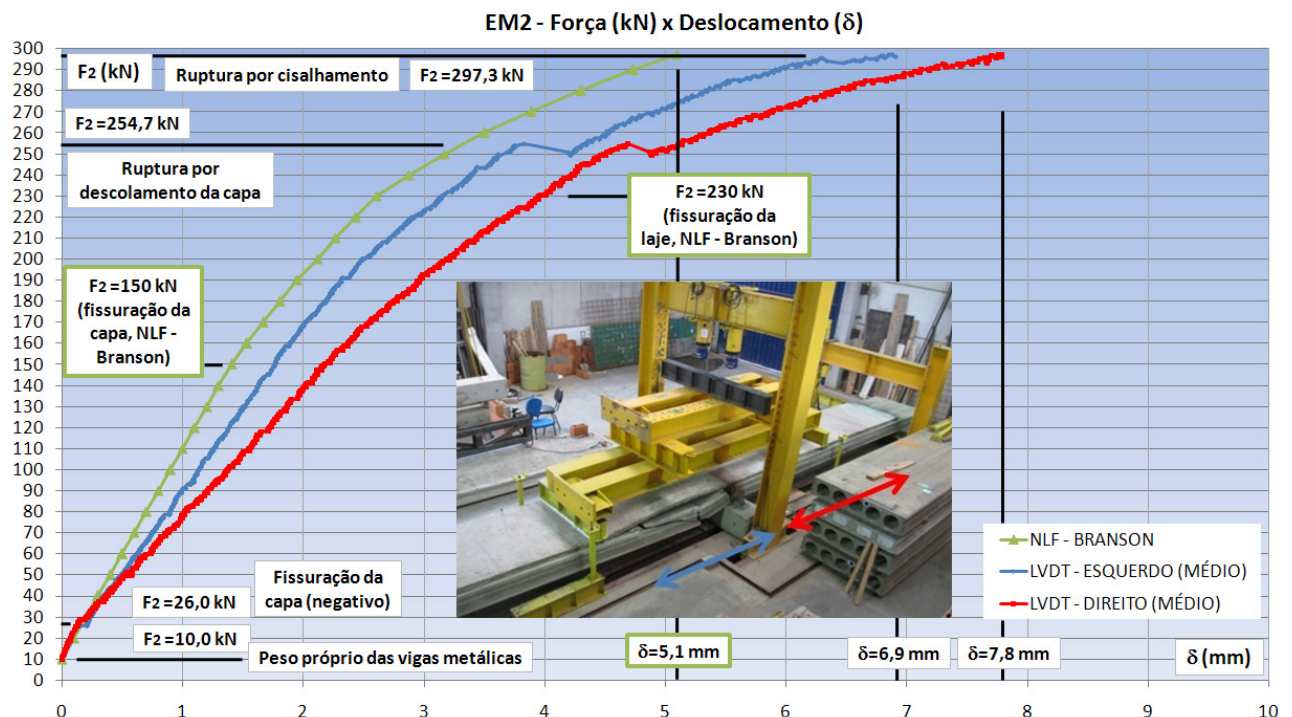 EM2 - Força (kN) x Deslocamento (δ)
300
290
280
270
260
250
240
230
220
210
200
190
180
170
160
150
140
130
120
110
100
90
80
70
60
50
40
30
20
10
0
F2 (kN)
Ruptura por cisalhamento
F2 =297,3 kN
F2 =254,7 kN
Ruptura por
descolamento da capa
F2 =230 kN
(fissuração da
laje, NLF - Branson)
F2 =150 kN
(fissuração da
capa, NLF -
Branson)
Fissuração da
capa (negativo)
F2 =26,0 kN
F2 =10,0 kN
Peso próprio das vigas metálicas
NLF - BRANSON
LVDT - ESQUERDO (MÉDIO)
LVDT - DIREITO (MÉDIO)
δ=5,1 mm
δ=6,9 mm
δ=7,8 mm
δ (mm)
0 1 2 3 4 5 6 7 8 9 10